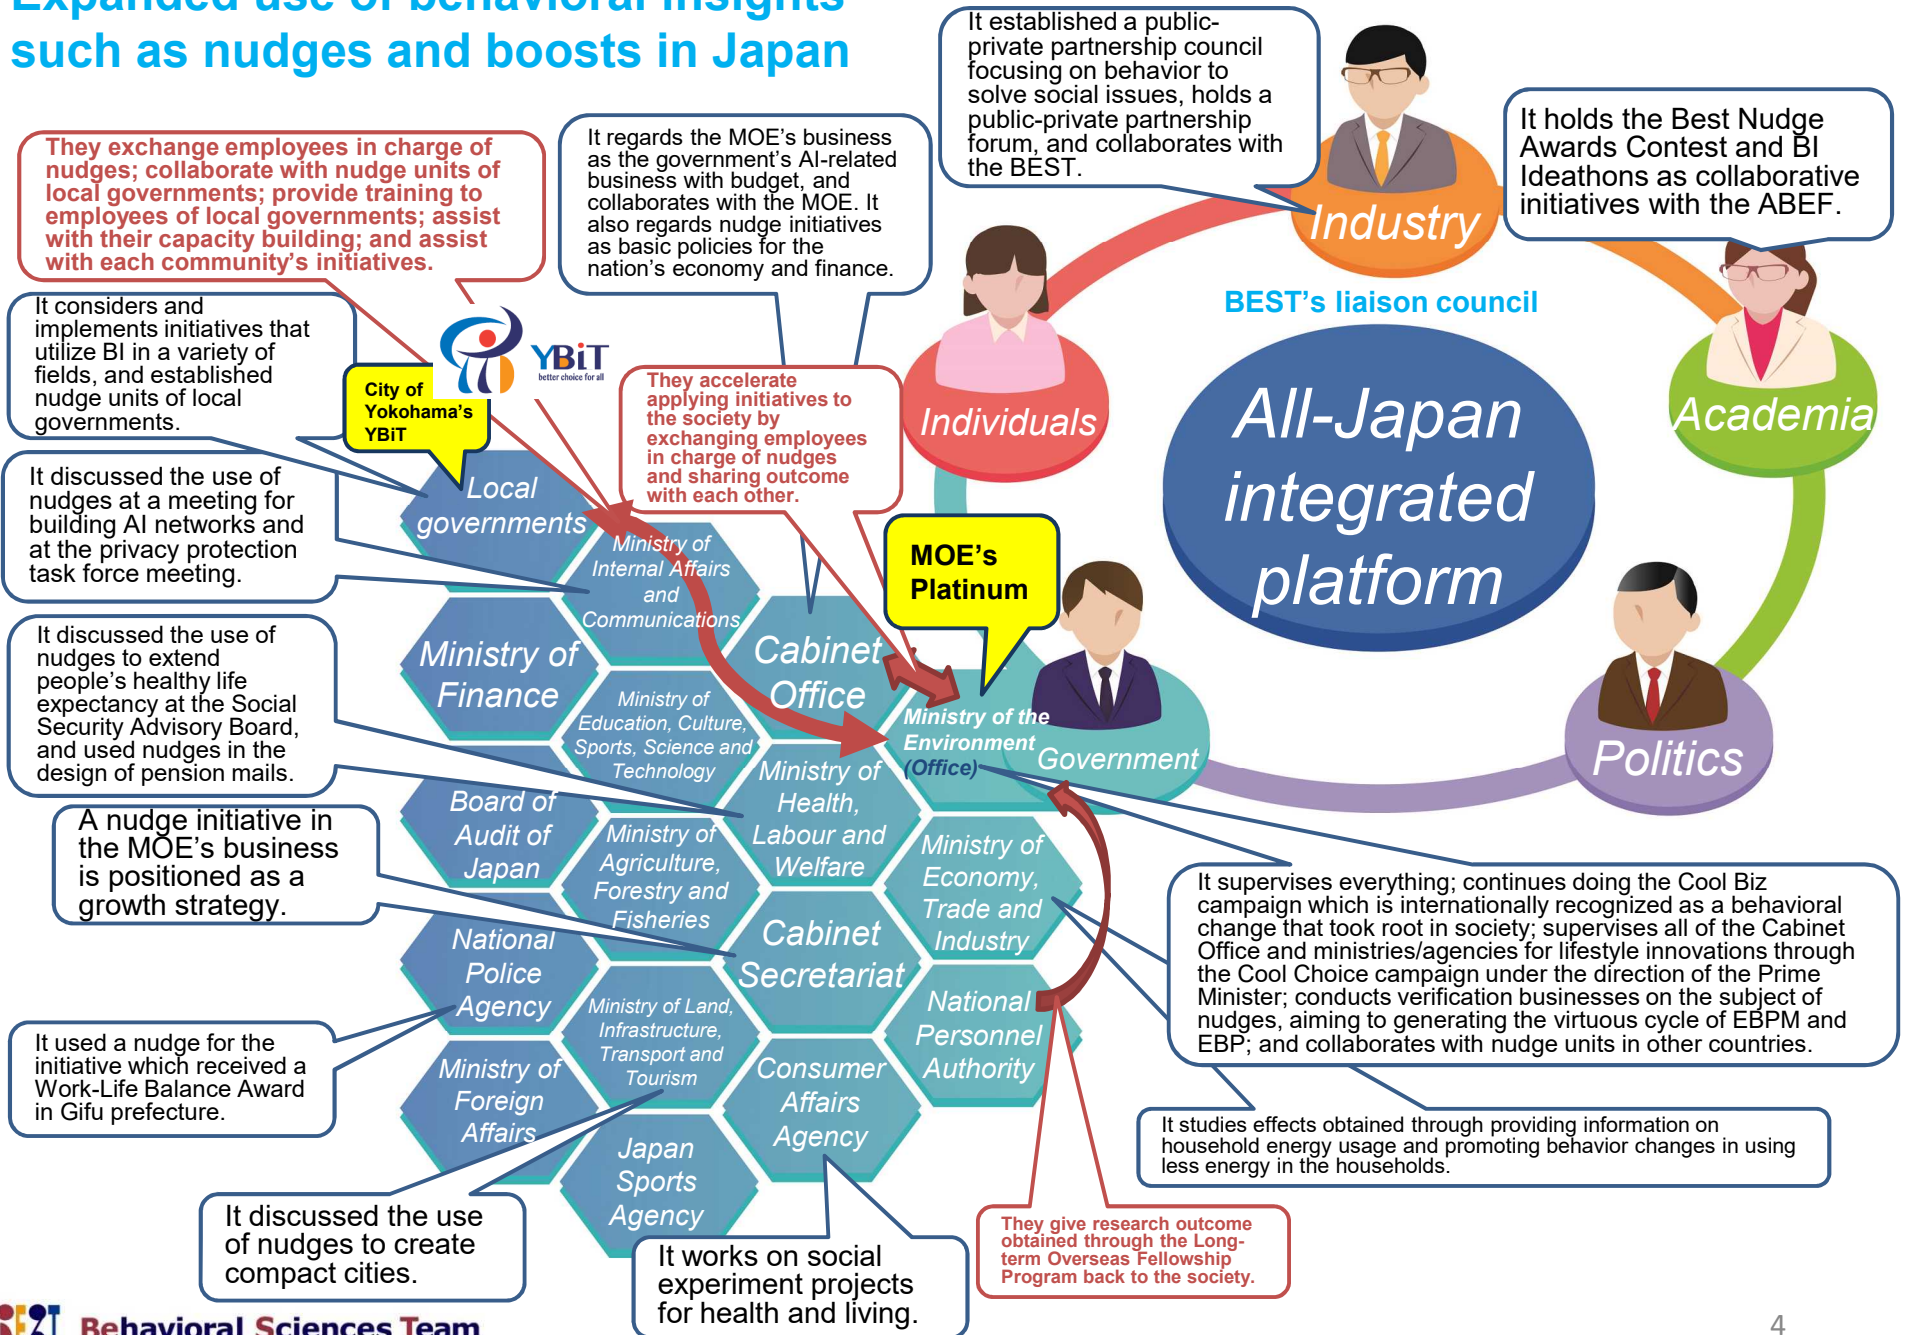 Expanded use of behavioral insights
such as nudges and boosts in Japan
It established a public-
private partnership council
focusing on behavior to
solve social issues, holds a
public-private partnership
forum, and collaborates with
the BEST.
It holds the Best Nudge
Awards Contest and BI
Ideathons as collaborative
initiatives with the ABEF.
They exchange employees in charge of
nudges; collaborate with nudge units of
local governments; provide training to
employees of local governments; assist
with their capacity building; and assist
with each community's initiatives.
It regards the MOE's business
as the government's AI-related
business with budget, and
collaborates with the MOE. It
also regards nudge initiatives
as basic policies for the
nation's economy and finance.
It considers and
implements initiatives that
utilize BI in a variety of
fields, and established
nudge units of local
governments.
YBiT
better choice for all
City of
Yokohama's
YBiT
They accelerate
applying initiatives to
the society by
exchanging employees
in charge of nudges
and sharing outcome
with each other.
Industry
Individuals
Academia
BEST's liaison council
All-Japan
integrated
platform
It discussed the use of
nudges at a meeting for
building AI networks and
at the privacy protection
task force meeting.
Local
governments
Ministry of
Internal Affairs
and
Communications
MOE's
Platinum
It discussed the use of
nudges to extend
people's healthy life
expectancy at the Social
Security Advisory Board,
and used nudges in the
design of pension mails.
Ministry of
Finance
Cabinet
Office
Ministry of
Education, Culture,
Sports, Science and
Technology
Ministry of the
Environment
(Office)
Government
Politics
A nudge initiative in
the MOE's business
is positioned as a
growth strategy.
Board of
Audit of
Japan
Ministry of
Health,
Labour and
Welfare
Ministry of
Agriculture,
Forestry and
Fisheries
Ministry of
Economy,
Trade and
Industry
It supervises everything; continues doing the Cool Biz
campaign which is internationally recognized as a behavioral
change that took root in society; supervises all of the Cabinet
Office and ministries/agencies for lifestyle innovations through
the Cool Choice campaign under the direction of the Prime
Minister; conducts verification businesses on the subject of
nudges, aiming to generating the virtuous cycle of EBPM and
EBP; and collaborates with nudge units in other countries.
National
Police
Agency
Cabinet
Secretariat
National
Personnel
Authority
It used a nudge for the
initiative which received a
Work-Life Balance Award
in Gifu prefecture.
Ministry of Land,
Infrastructure,
Transport and
Tourism
Ministry of
Foreign
Affairs
Consumer
Affairs
Agency
It studies effects obtained through providing information on
household energy usage and promoting behavior changes in using
less energy in the households.
Japan
Sports
Agency
It discussed the use
of nudges to create
compact cities.
It works on social
experiment projects
for health and living.
They give research outcome
obtained through the Long-
term Overseas Fellowship
Program back to the society.
BEST Behavioral Sciences Team
4